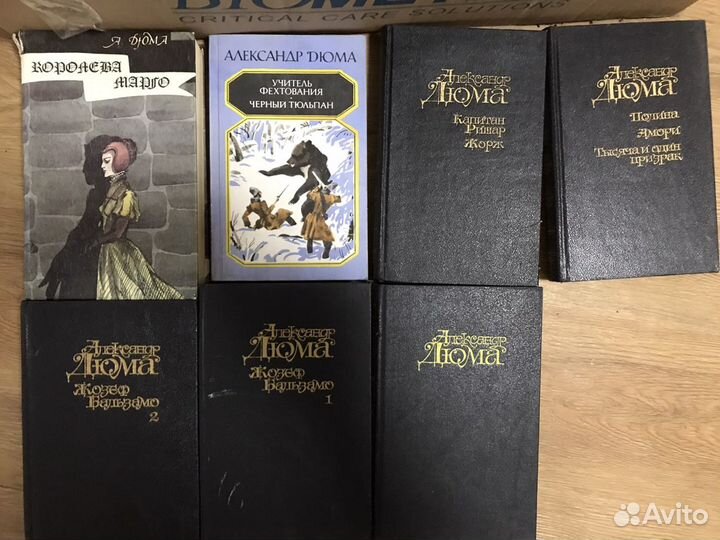 CRITICAL CARE SOLUTIONS
А ДЮМА
КОРОЛЕВА
МАРГО
АЛЕКСАНДР ДЮМА
УЧИТЕЛЬ
ФЕХТОВАНИЯ
ЧЕРНЫЙ ТЮЛЬПАН
Александр
Дюма
Капитан
Ришар
Жорж
Александр
Дюма
Полина
Амори
Тысяча и один
призрак
Александр
Дюма
Жозеф
Бальзамо
2
Александр
Дюма
Жозеф
Бальзамо
1
Александр
Дюма
Avito